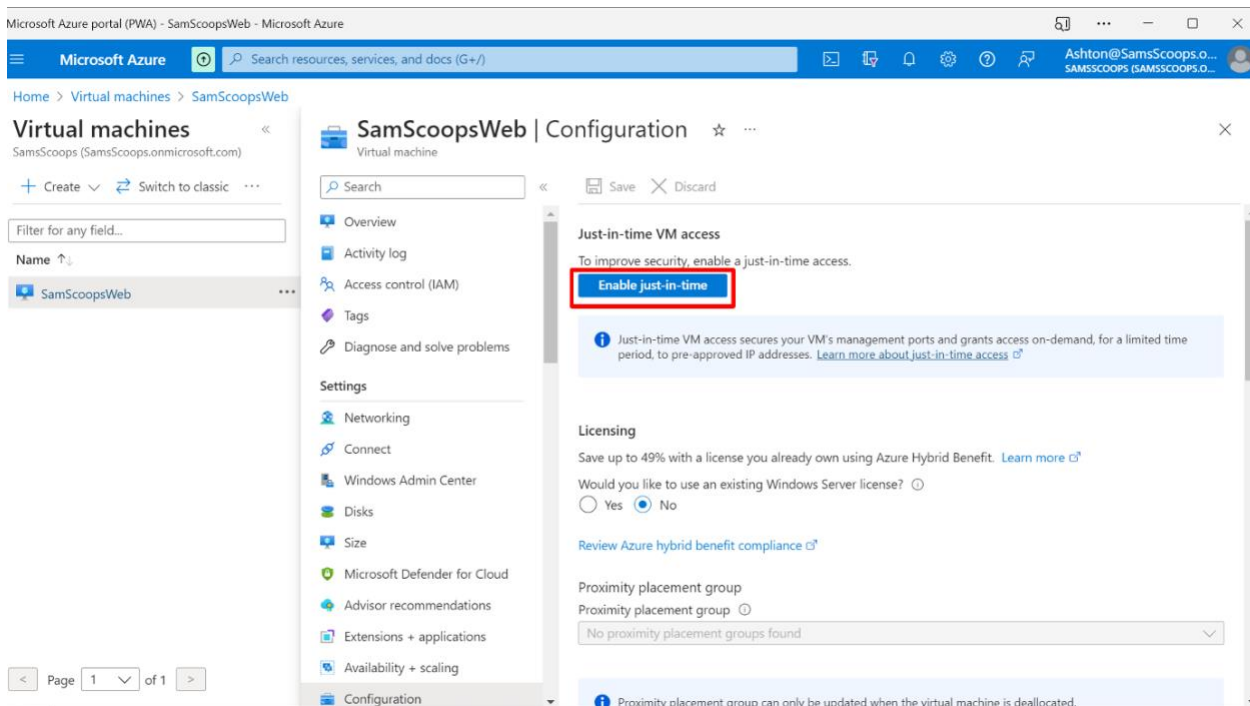 Microsoft Azure portal (PWA) - SamScoopsWeb - Microsoft Azure
Microsoft Azure
Search resources, services, and docs (G+/)
Ashton@SamsScoops.o...
SAMSSCOOPS (SAMSSCOOPS.O...
Home > Virtual machines > SamScoopsWeb
Virtual machines
SamsScoops (SamsScoops.onmicrosoft.com)
Create
Switch to classic
Filter for any field...
Name
SamScoopsWeb
Page 1 of 1
SamScoopsWeb | Configuration
Virtual machine
Search
Overview
Activity log
Access control (IAM)
Tags
Diagnose and solve problems
Settings
Networking
Connect
Windows Admin Center
Disks
Size
Microsoft Defender for Cloud
Advisor recommendations
Extensions + applications
Availability + scaling
Configuration
Save
Discard
Just-in-time VM access
To improve security, enable a just-in-time access.
Enable just-in-time
Just-in-time VM access secures your VM's management ports and grants access on-demand, for a limited time
period, to pre-approved IP addresses. Learn more about just-in-time access
Licensing
Save up to 49% with a license you already own using Azure Hybrid Benefit. Learn more
Would you like to use an existing Windows Server license?
Yes No
Review Azure hybrid benefit compliance
Proximity placement group
Proximity placement group
No proximity placement groups found
Proximity placement group can only be updated when the virtual machine is deallocated.